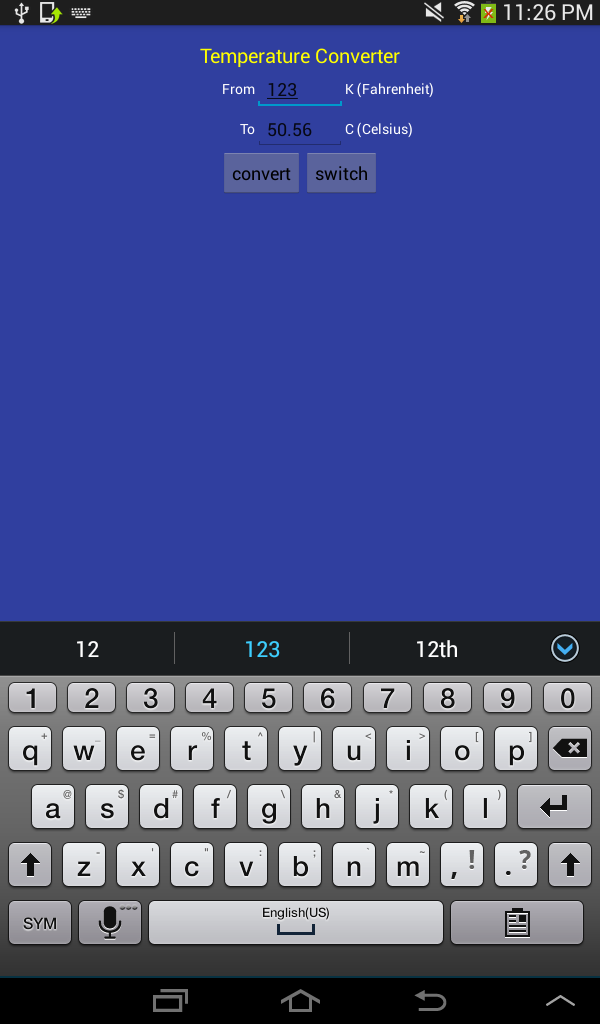 11:26 PM
Temperature Converter
From 123 K (Fahrenheit)
To 50.56 C (Celsius)
convert switch
12 123 12th
1 2 3 4 5 6 7 8 9 0
q + w _ e = r % t ^ y | u < i > o [ p ]
a @ s $ d # f / g \ h & j * k ( l )
z - x ' c " v : b ; n ` m ~ , ! . ?
SYM English(US)